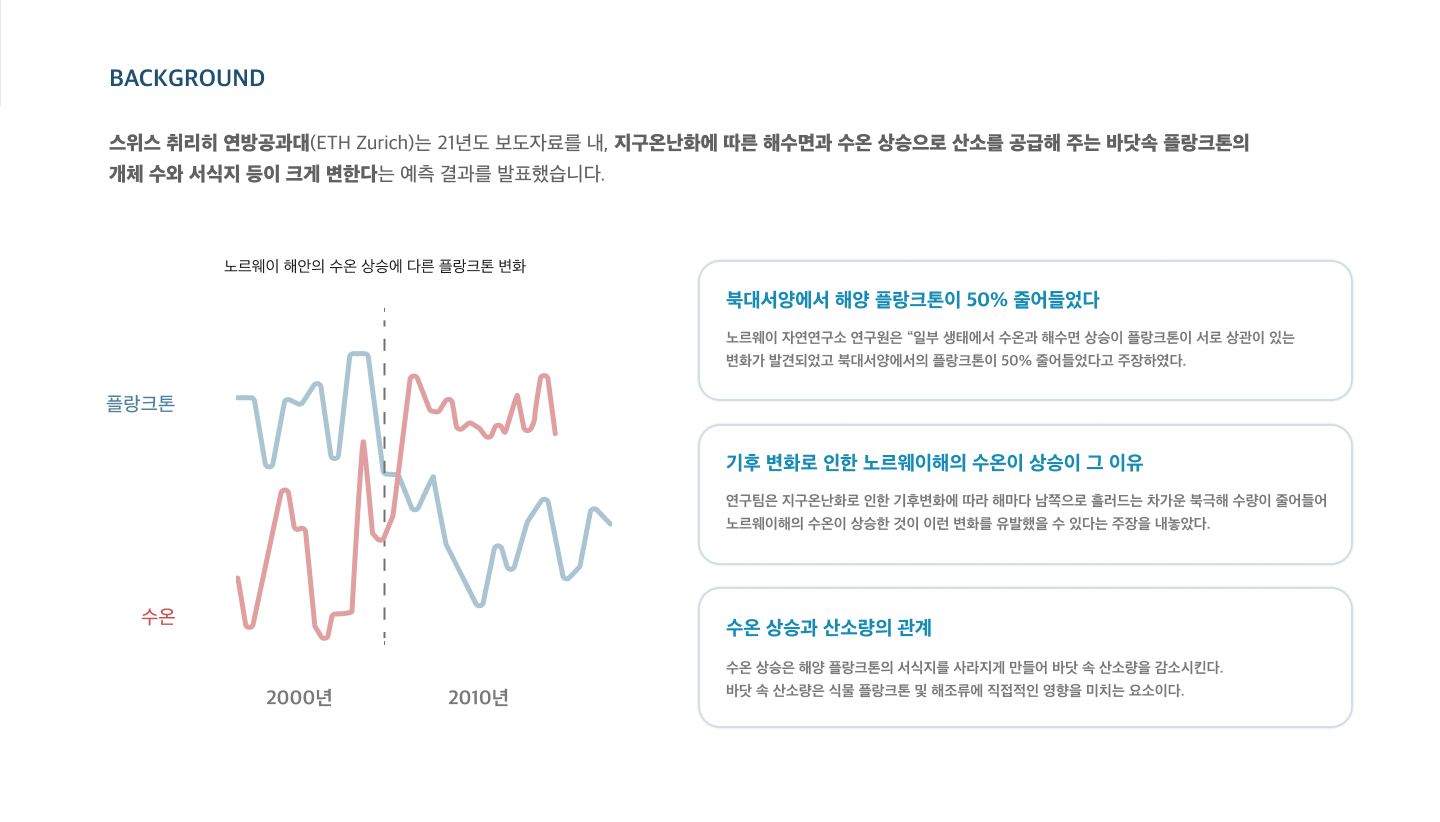 BACKGROUND
스위스 취리히 연방공과대(ETH Zurich)는 21년도 보도자료를 내, 지구온난화에 따른 해수면과 수온 상승으로 산소를 공급해 주는 바닷속 플랑크톤의
개체 수와 서식지 등이 크게 변한다는 예측 결과를 발표했습니다.
노르웨이 해안의 수온 상승에 다른 플랑크톤 변화
플랑크톤
수온
2000년
2010년
북대서양에서 해양 플랑크톤이 50% 줄어들었다
노르웨이 자연연구소 연구원은 “일부 생태에서 수온과 해수면 상승이 플랑크톤이 서로 상관이 있는
변화가 발견되었고 북대서양에서의 플랑크톤이 50% 줄어들었다고 주장하였다.
기후 변화로 인한 노르웨이해의 수온이 상승이 그 이유
연구팀은 지구온난화로 인한 기후변화에 따라 해마다 남쪽으로 흘러드는 차가운 북극해 수량이 줄어들어
노르웨이해의 수온이 상승한 것이 이런 변화를 유발했을 수 있다는 주장을 내놓았다.
수온 상승과 산소량의 관계
수온 상승은 해양 플랑크톤의 서식지를 사라지게 만들어 바닷 속 산소량을 감소시킨다.
바닷 속 산소량은 식물 플랑크톤 및 해조류에 직접적인 영향을 미치는 요소이다.